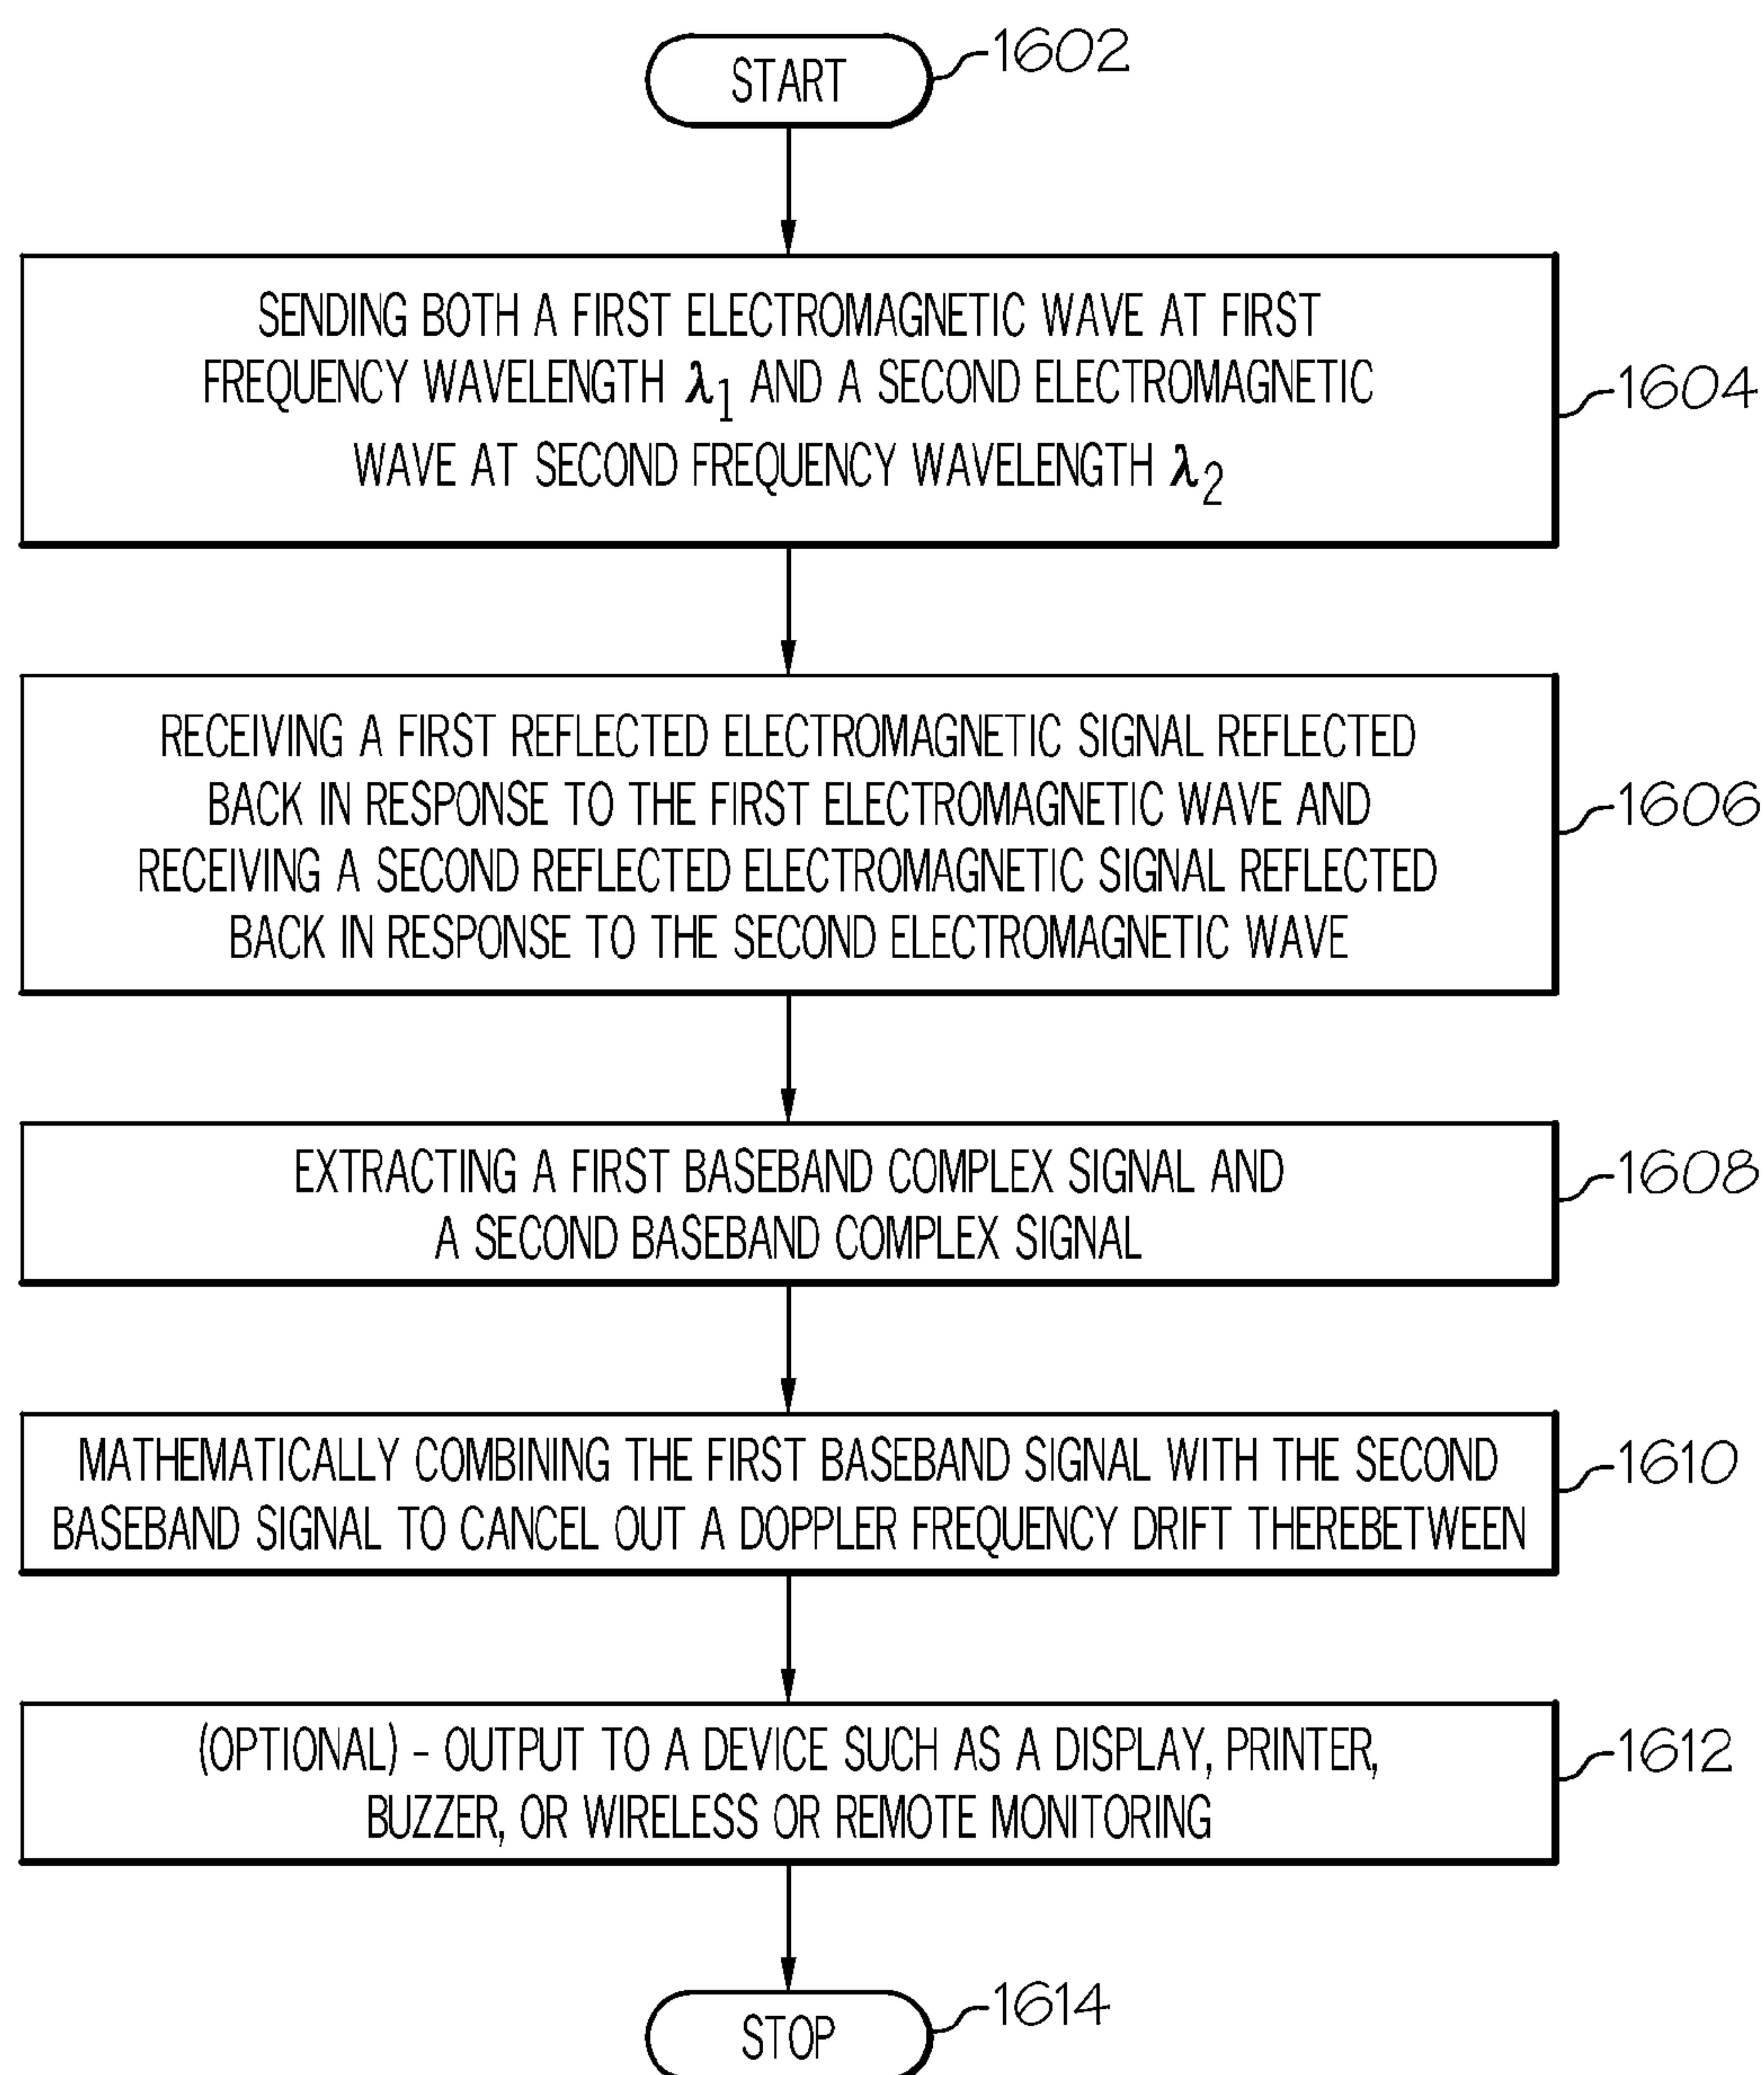 START
1602
SENDING BOTH A FIRST ELECTROMAGNETIC WAVE AT FIRST
FREQUENCY WAVELENGTH λ1 AND A SECOND ELECTROMAGNETIC
WAVE AT SECOND FREQUENCY WAVELENGTH λ2
1604
RECEIVING A FIRST REFLECTED ELECTROMAGNETIC SIGNAL REFLECTED
BACK IN RESPONSE TO THE FIRST ELECTROMAGNETIC WAVE AND
RECEIVING A SECOND REFLECTED ELECTROMAGNETIC SIGNAL REFLECTED
BACK IN RESPONSE TO THE SECOND ELECTROMAGNETIC WAVE
1606
EXTRACTING A FIRST BASEBAND COMPLEX SIGNAL AND
A SECOND BASEBAND COMPLEX SIGNAL
1608
MATHEMATICALLY COMBINING THE FIRST BASEBAND SIGNAL WITH THE SECOND
BASEBAND SIGNAL TO CANCEL OUT A DOPPLER FREQUENCY DRIFT THEREBETWEEN
1610
(OPTIONAL) – OUTPUT TO A DEVICE SUCH AS A DISPLAY, PRINTER,
BUZZER, OR WIRELESS OR REMOTE MONITORING
1612
STOP
1614